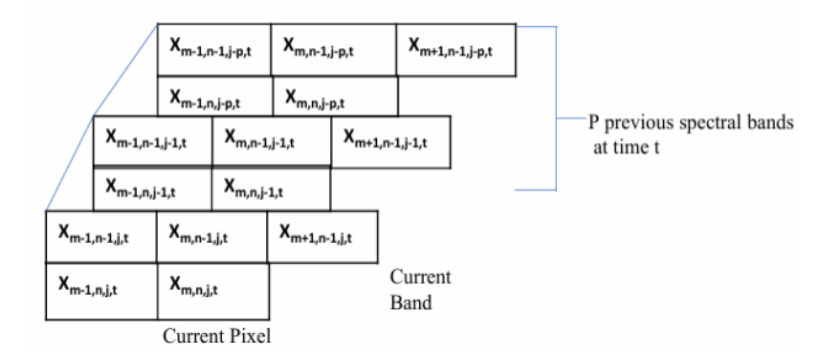 Xm-1,n-1,j-p,t Xm,n-1,j-p,t Xm+1,n-1,j-p,t
Xm-1,n,j-p,t Xm,n,j-p,t
P previous spectral bands
at time t
Xm-1,n-1,j-1,t Xm,n-1,j-1,t Xm+1,n-1,j-1,t
Xm-1,n,j-1,t Xm,n,j-1,t
Xm-1,n-1,j,t Xm,n-1,j,t Xm+1,n-1,j,t
Xm-1,n,j,t Xm,n,j,t
Current
Band
Current Pixel